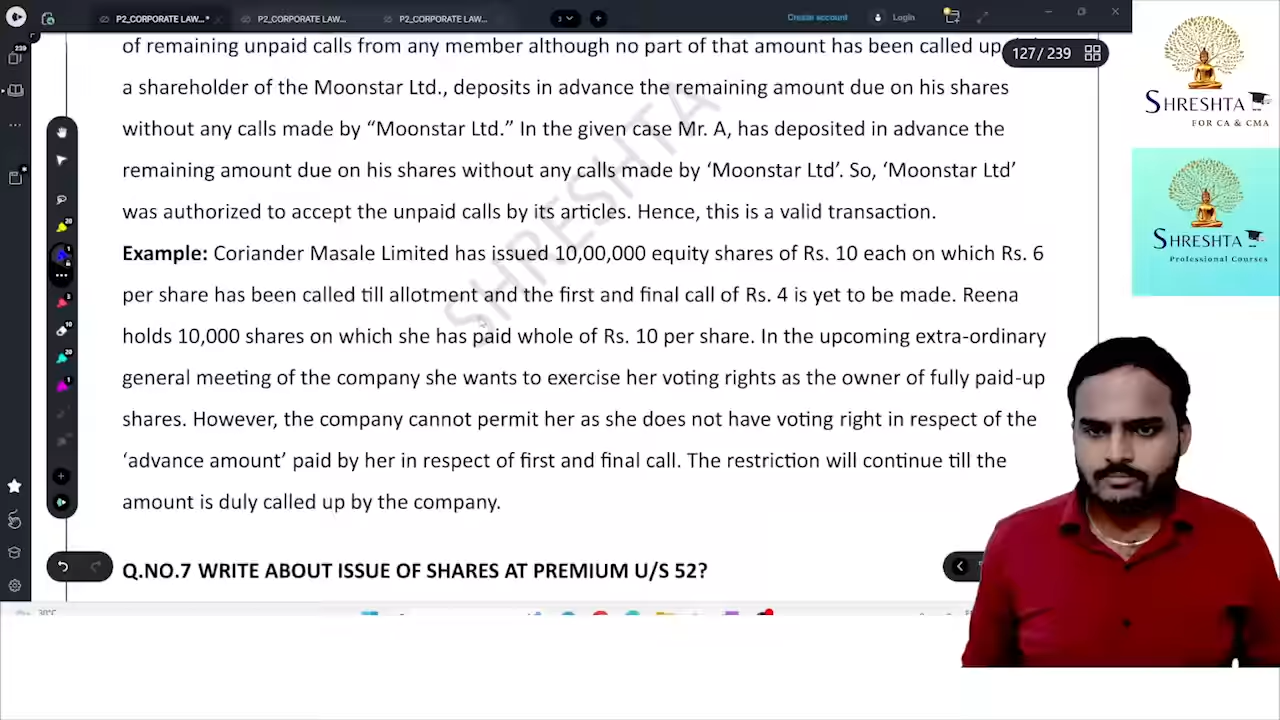 P2_CORPORATE LAW...*
P2_CORPORATE LAW...
P2_CORPORATE LAW...
3
Create account
Login
of remaining unpaid calls from any member although no part of that amount has been called up
127/ 239
a shareholder of the Moonstar Ltd., deposits in advance the remaining amount due on his shares
without any calls made by “Moonstar Ltd.” In the given case Mr. A, has deposited in advance the
remaining amount due on his shares without any calls made by ‘Moonstar Ltd’. So, ‘Moonstar Ltd’
was authorized to accept the unpaid calls by its articles. Hence, this is a valid transaction.
Example: Coriander Masale Limited has issued 10,00,000 equity shares of Rs. 10 each on which Rs. 6
per share has been called till allotment and the first and final call of Rs. 4 is yet to be made. Reena
holds 10,000 shares on which she has paid whole of Rs. 10 per share. In the upcoming extra-ordinary
general meeting of the company she wants to exercise her voting rights as the owner of fully paid-up
shares. However, the company cannot permit her as she does not have voting right in respect of the
‘advance amount’ paid by her in respect of first and final call. The restriction will continue till the
amount is duly called up by the company.
Q.NO.7 WRITE ABOUT ISSUE OF SHARES AT PREMIUM U/S 52?
SHRESHTA
SHRESHTA
FOR CA & CMA
SHRESHTA
Professional Courses